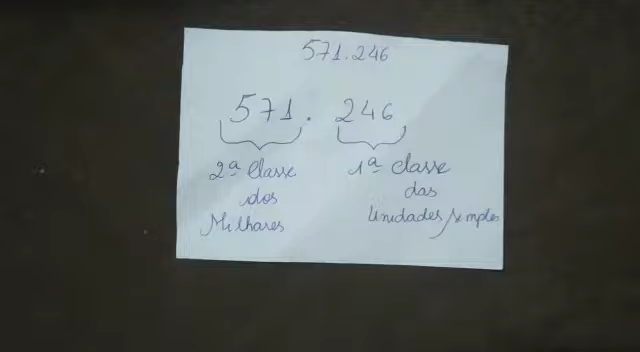 571.246
571. 246
2ª Classe 1ª classe
dos das
Milhares Unidades simples